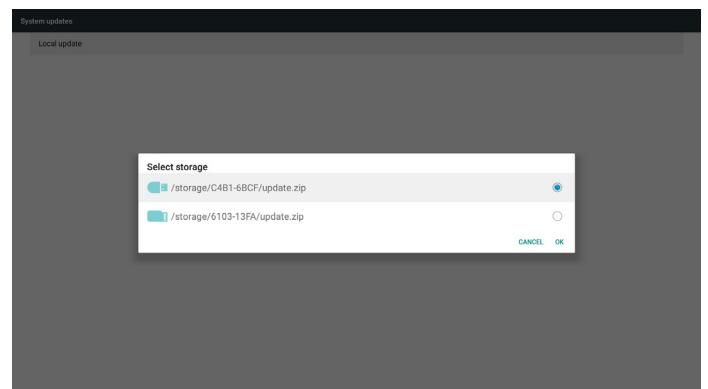 System updates
Local update
Select storage
/storage/C4B1-6BCF/update.zip
/storage/6103-13FA/update.zip
CANCEL OK